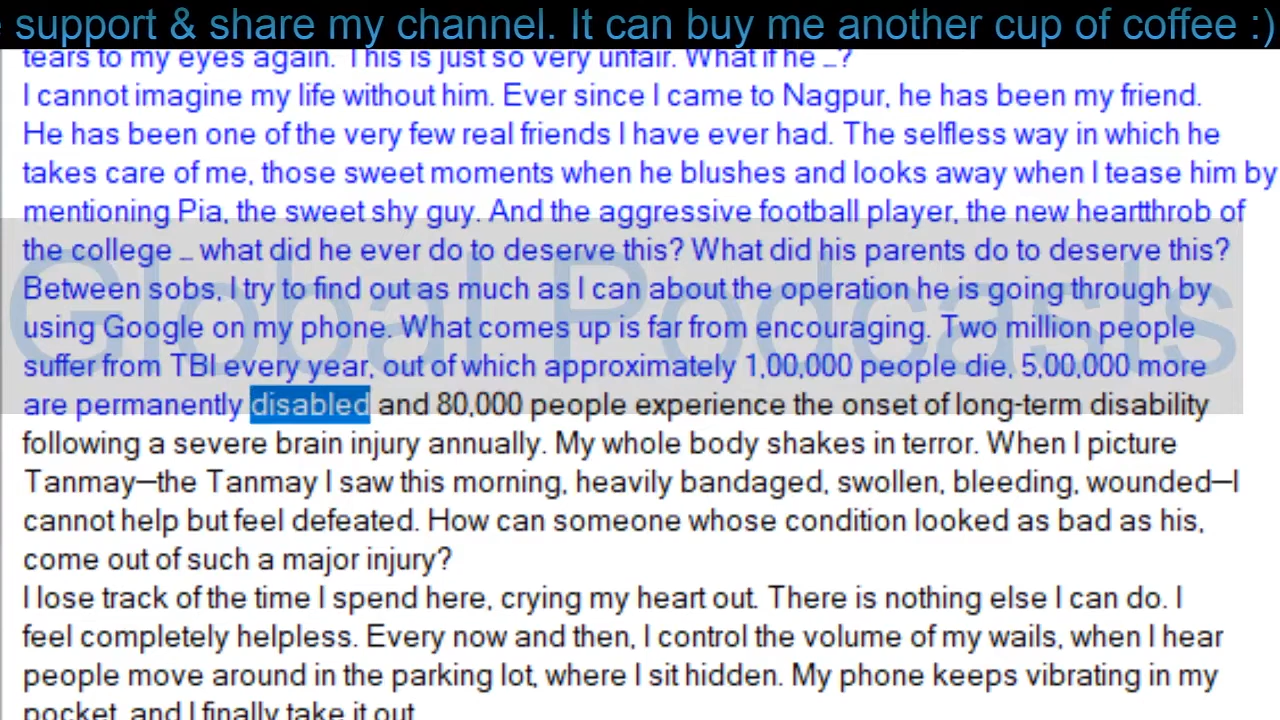 support & share my channel. It can buy me another cup of coffee :)
tears to my eyes again. This is just so very unfair. What if he ...?
I cannot imagine my life without him. Ever since I came to Nagpur, he has been my friend.
He has been one of the very few real friends I have ever had. The selfless way in which he
takes care of me, those sweet moments when he blushes and looks away when I tease him by
mentioning Pia, the sweet shy guy. And the aggressive football player, the new heartthrob of
the college ... what did he ever do to deserve this? What did his parents do to deserve this?
Between sobs, I try to find out as much as I can about the operation he is going through by
using Google on my phone. What comes up is far from encouraging. Two million people
suffer from TBI every year, out of which approximately 1,00,000 people die, 5,00,000 more
are permanently disabled and 80,000 people experience the onset of long-term disability
following a severe brain injury annually. My whole body shakes in terror. When I picture
Tanmay—the Tanmay I saw this morning, heavily bandaged, swollen, bleeding, wounded—I
cannot help but feel defeated. How can someone whose condition looked as bad as his,
come out of such a major injury?
I lose track of the time I spend here, crying my heart out. There is nothing else I can do. I
feel completely helpless. Every now and then, I control the volume of my wails, when I hear
people move around in the parking lot, where I sit hidden. My phone keeps vibrating in my
pocket, and I finally take it out.
Global Podcasts